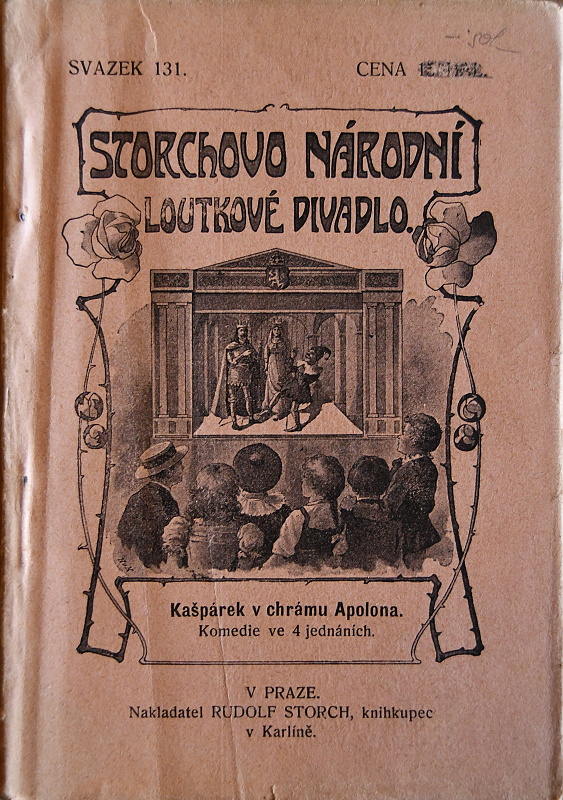 SVAZEK 131.
CENA
STORCHOVO NÁRODNÍ
LOUTKOVÉ DIVADLO.
Kašpárek v chrámu Apolona.
Komedie ve 4 jednáních.
V PRAZE.
Nakladatel RUDOLF STORCH, knihkupec
v Karlíně.